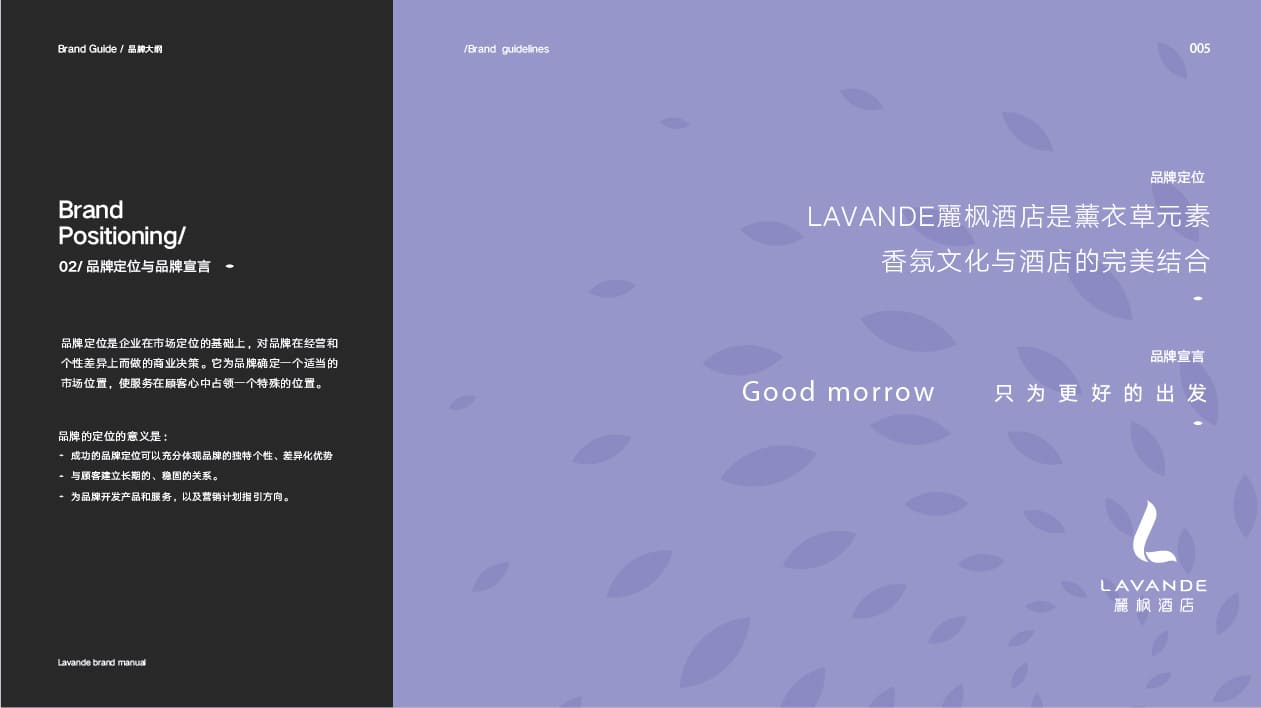 Brand Guide / 品牌大纲
/Brand guidelines
005
Brand
Positioning/
02/ 品牌定位与品牌宣言
品牌定位是企业在市场定位的基础上，对品牌在经营和
个性差异上而做的商业决策。它为品牌确定一个适当的
市场位置，使服务在顾客心中占领一个特殊的位置。
品牌的定位的意义是：
- 成功的品牌定位可以充分体现品牌的独特个性、差异化优势
- 与顾客建立长期的、稳固的关系。
- 为品牌开发产品和服务，以及营销计划指引方向。
Lavande brand manual
品牌定位
LAVANDE麗枫酒店是薰衣草元素
香氛文化与酒店的完美结合
品牌宣言
Good morrow 只为更好的出发
LAVANDE
麗枫酒店